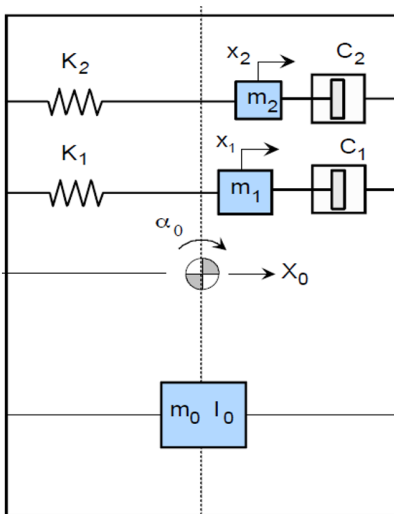 K₂ x₂ m₂ C₂
K₁ x₁ m₁ C₁
α₀
X₀
m₀ I₀